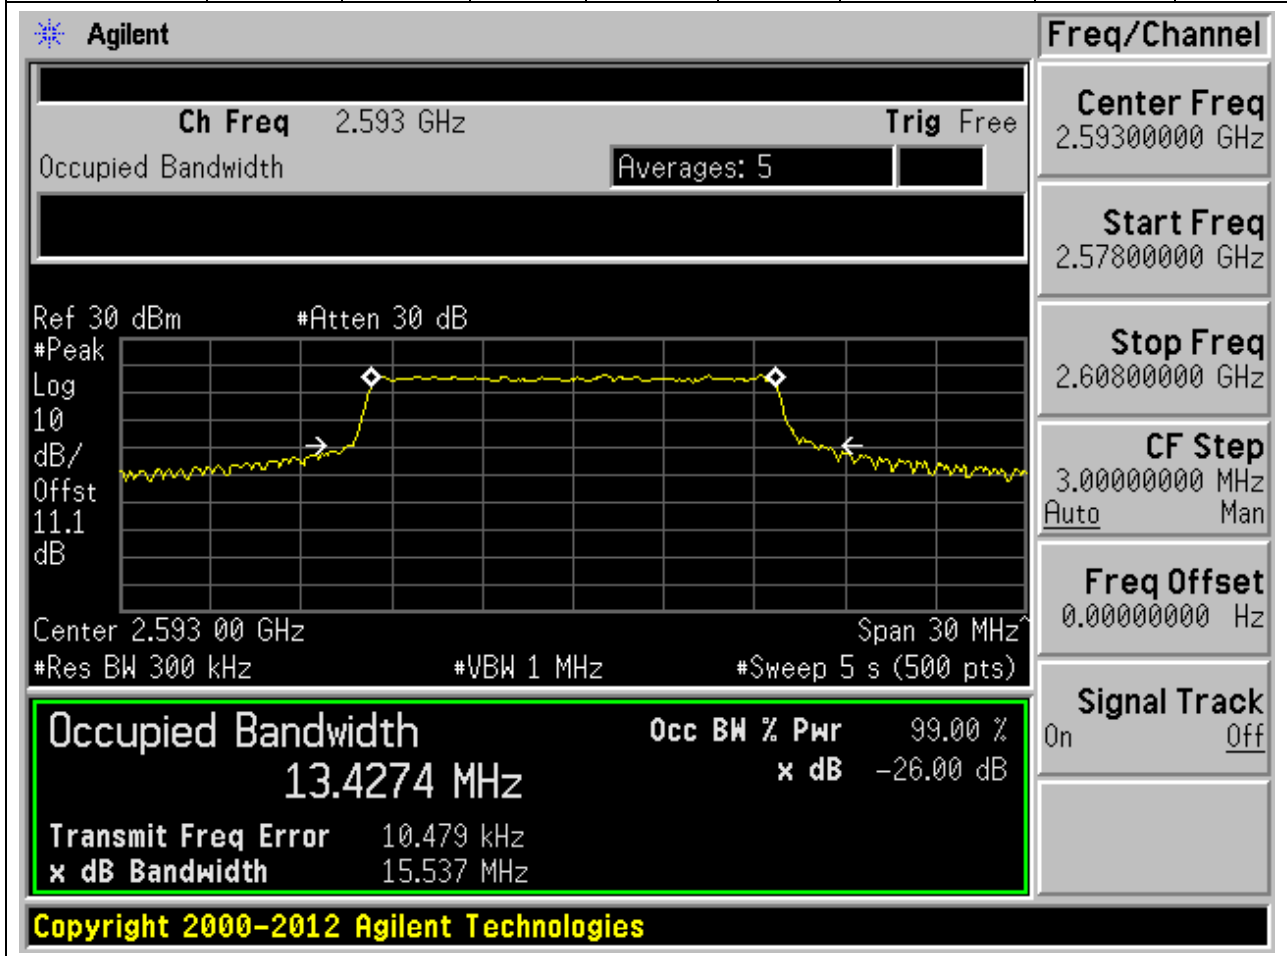 Agilent
Freq/Channel
Ch Freq 2.593 GHz Trig Free
Occupied Bandwidth Averages: 5
Center Freq
2.59300000 GHz
Start Freq
2.57800000 GHz
Stop Freq
2.60800000 GHz
CF Step
3.00000000 MHz
Auto Man
Freq Offset
0.00000000 Hz
Signal Track
On Off
Ref 30 dBm #Atten 30 dB
#Peak
Log
10
dB/
Offst
11.1
dB
Center 2.593 00 GHz Span 30 MHz^
#Res BW 300 kHz #VBW 1 MHz #Sweep 5 s (500 pts)
Occupied Bandwidth Occ BW % Pwr 99.00 %
13.4274 MHz x dB -26.00 dB
Transmit Freq Error 10.479 kHz
x dB Bandwidth 15.537 MHz
Copyright 2000-2012 Agilent Technologies